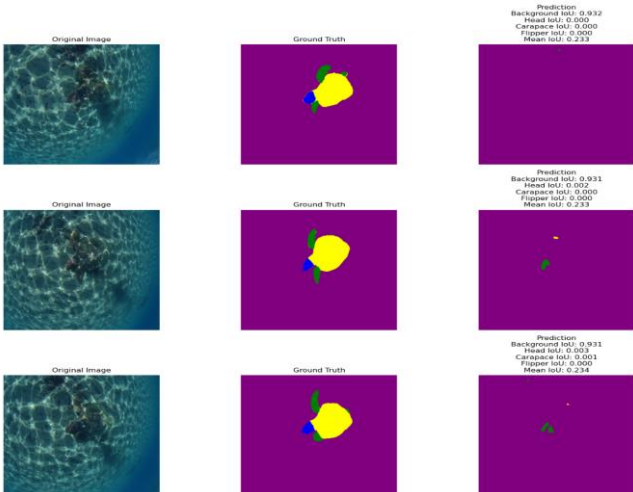 Prediction
Background IoU: 0.932
Head IoU: 0.000
Carapace IoU: 0.000
Flipper IoU: 0.000
Mean IoU: 0.233
Original Image
Ground Truth
Prediction
Background IoU: 0.931
Head IoU: 0.002
Carapace IoU: 0.000
Flipper IoU: 0.000
Mean IoU: 0.233
Original Image
Ground Truth
Prediction
Background IoU: 0.931
Head IoU: 0.003
Carapace IoU: 0.001
Flipper IoU: 0.000
Mean IoU: 0.234
Original Image
Ground Truth